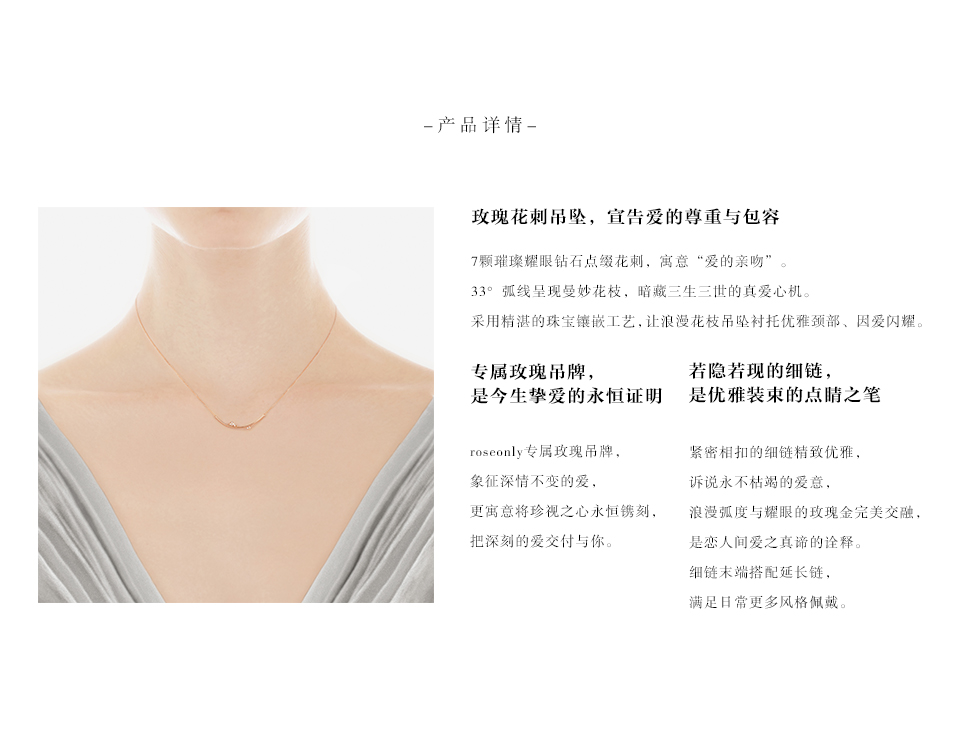 –产品详情–
玫瑰花刺吊坠，宣告爱的尊重与包容
7颗璀璨耀眼钻石点缀花刺，寓意“爱的亲吻”。
33°弧线呈现曼妙花枝，暗藏三生三世的真爱心机。
采用精湛的珠宝镶嵌工艺,让浪漫花枝吊坠衬托优雅颈部、因爱闪耀。
专属玫瑰吊牌，
是今生挚爱的永恒证明
roseonly专属玫瑰吊牌，
象征深情不变的爱，
更寓意将珍视之心永恒镌刻，
把深刻的爱交付与你。
若隐若现的细链，
是优雅装束的点睛之笔
紧密相扣的细链精致优雅，
诉说永不枯竭的爱意，
浪漫弧度与耀眼的玫瑰金完美交融，
是恋人间爱之真谛的诠释。
细链末端搭配延长链，
满足日常更多风格佩戴。